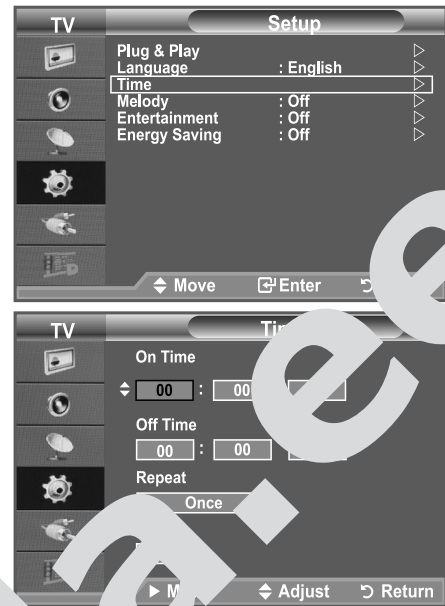 TV Setup
Plug & Play
Language : English
Time
Melody : Off
Entertainment : Off
Energy Saving : Off
Move Enter
TV
On Time
00 : 00
Off Time
00 : 00
Repeat
Once
Adjust Return